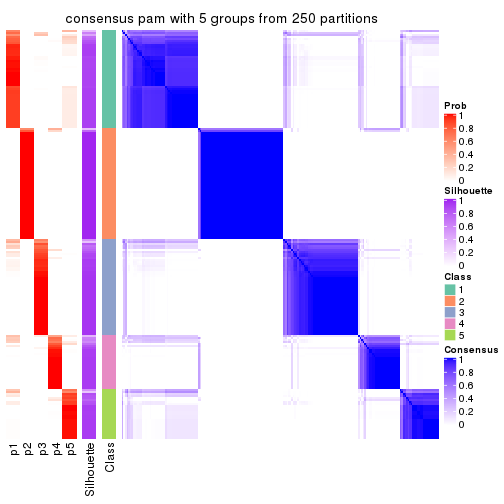 consensus pam with 5 groups from 250 partitions
Prob
1
0.8
0.6
0.4
0.2
0
Silhouette
1
0.8
0.6
0.4
0.2
0
Class
1
2
3
4
5
Consensus
1
0.8
0.6
0.4
0.2
0
p1
p2
p3
p4
p5
Silhouette
Class